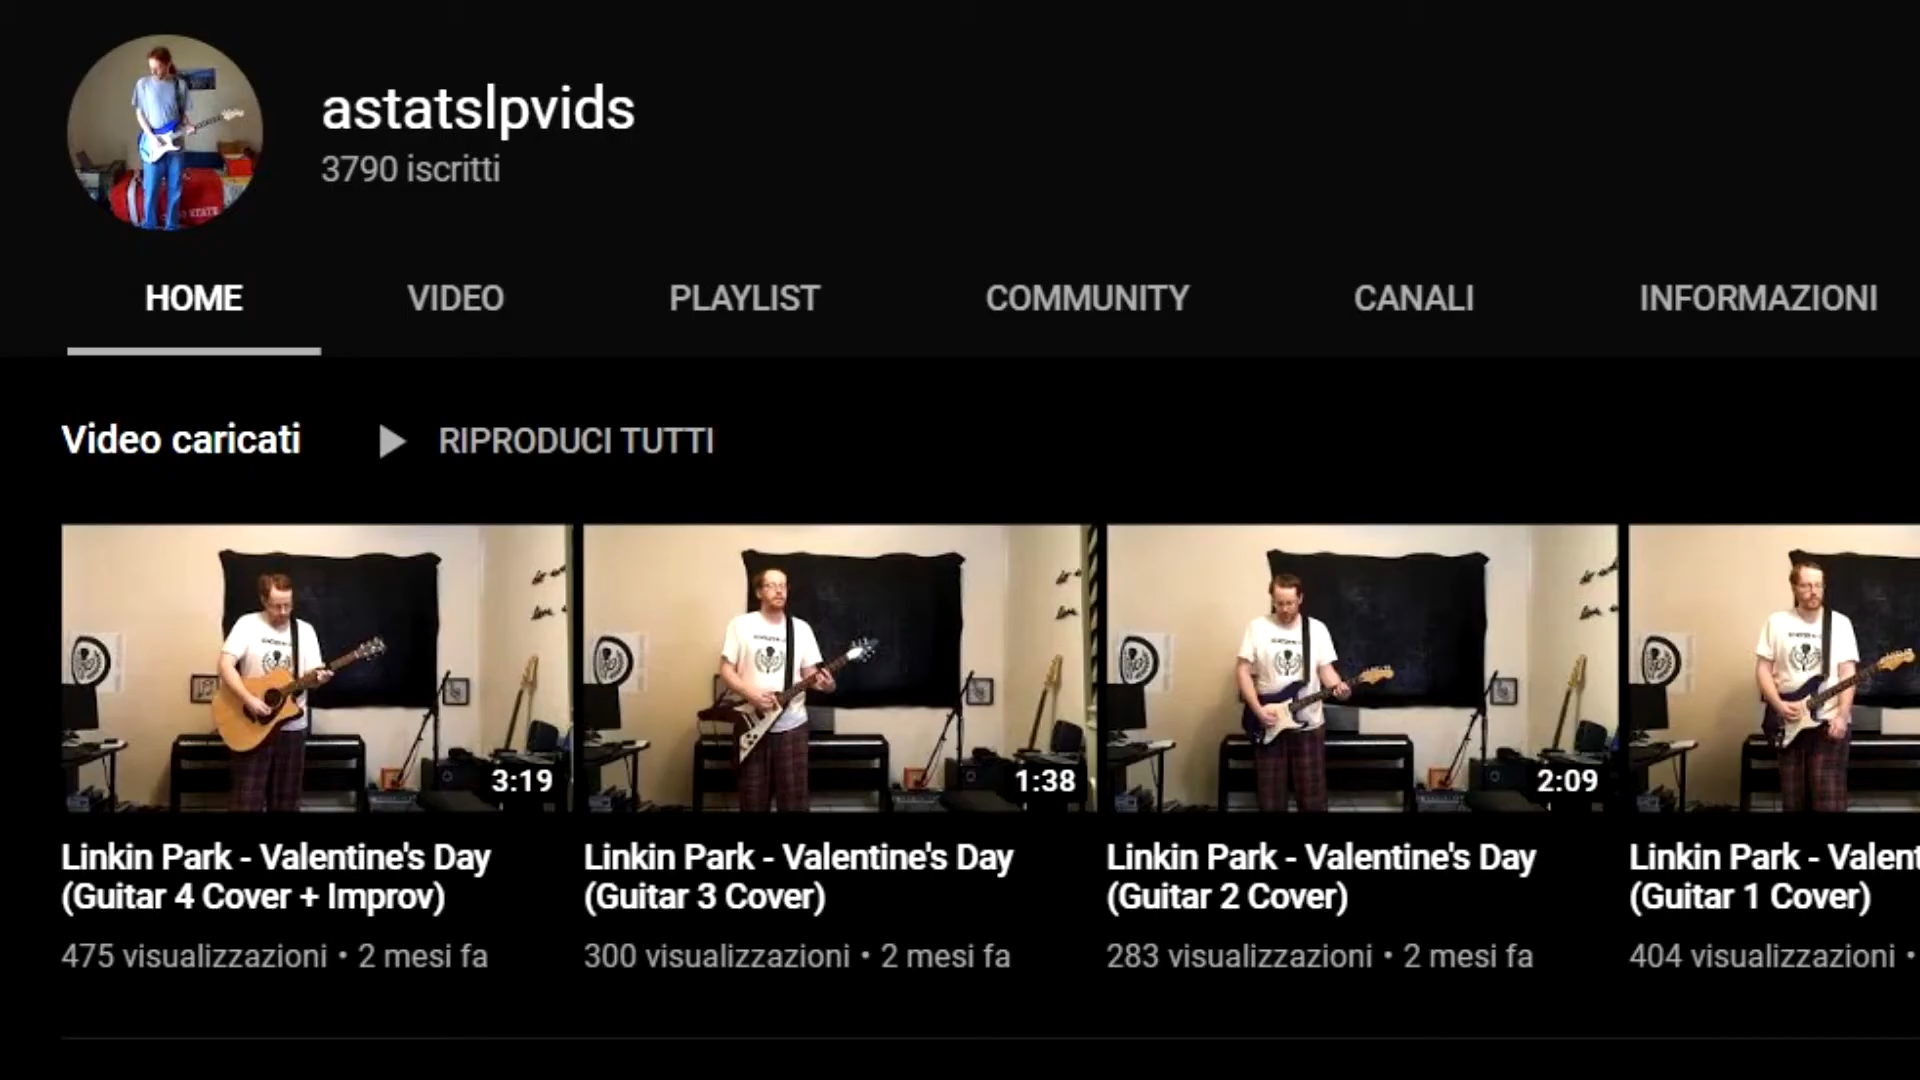 astatslpvids
3790 iscritti
HOME
VIDEO
PLAYLIST
COMMUNITY
CANALI
INFORMAZIONI
Video caricati
RIPRODUCI TUTTI
3:19
1:38
2:09
Linkin Park - Valentine's Day
(Guitar 4 Cover + Improv)
475 visualizzazioni • 2 mesi fa
Linkin Park - Valentine's Day
(Guitar 3 Cover)
300 visualizzazioni • 2 mesi fa
Linkin Park - Valentine's Day
(Guitar 2 Cover)
283 visualizzazioni • 2 mesi fa
Linkin Park - Valent
(Guitar 1 Cover)
404 visualizzazioni •